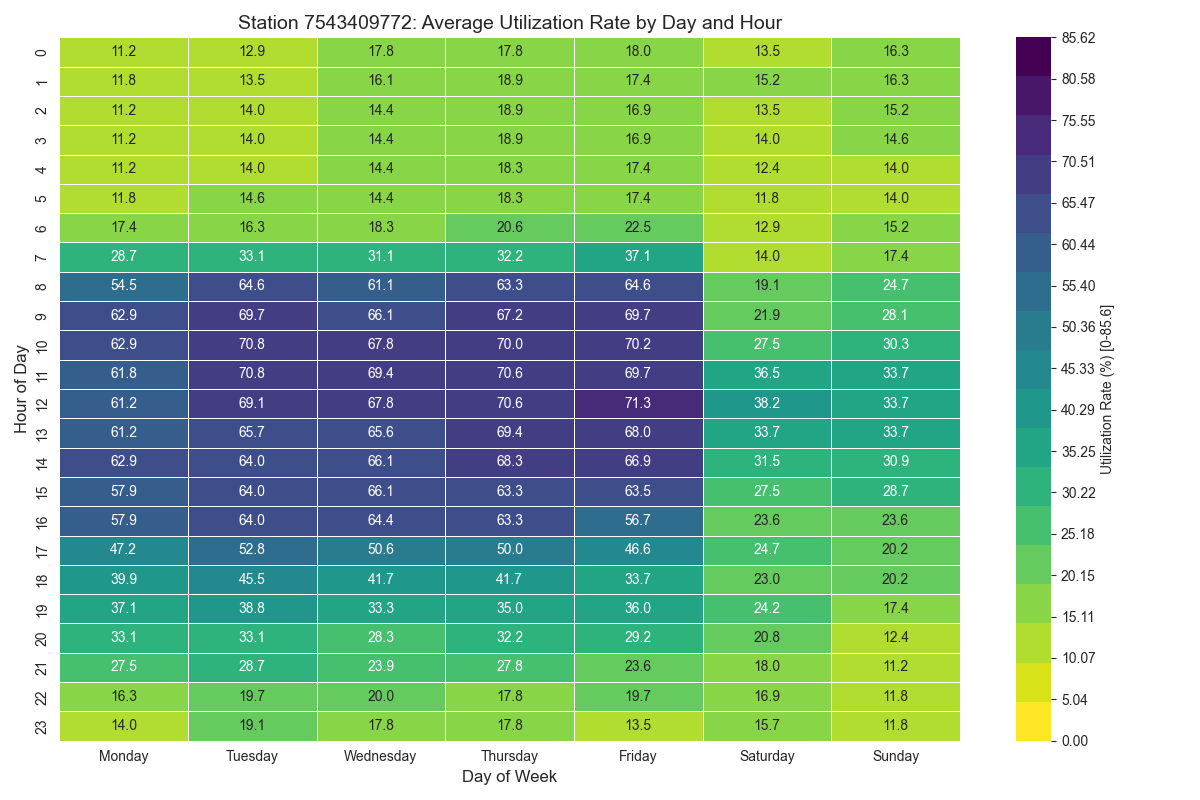 Station 7543409772: Average Utilization Rate by Day and Hour
0 11.2 12.9 17.8 17.8 18.0 13.5 16.3
1 11.8 13.5 16.1 18.9 17.4 15.2 16.3
2 11.2 14.0 14.4 18.9 16.9 13.5 15.2
3 11.2 14.0 14.4 18.9 16.9 14.0 14.6
4 11.2 14.0 14.4 18.3 17.4 12.4 14.0
5 11.8 14.6 14.4 18.3 17.4 11.8 14.0
6 17.4 16.3 18.3 20.6 22.5 12.9 15.2
7 28.7 33.1 31.1 32.2 37.1 14.0 17.4
8 54.5 64.6 61.1 63.3 64.6 19.1 24.7
9 62.9 69.7 66.1 67.2 69.7 21.9 28.1
10 62.9 70.8 67.8 70.0 70.2 27.5 30.3
11 61.8 70.8 69.4 70.6 69.7 36.5 33.7
12 61.2 69.1 67.8 70.6 71.3 38.2 33.7
13 61.2 65.7 65.6 69.4 68.0 33.7 33.7
14 62.9 64.0 66.1 68.3 66.9 31.5 30.9
15 57.9 64.0 66.1 63.3 63.5 27.5 28.7
16 57.9 64.0 64.4 63.3 56.7 23.6 23.6
17 47.2 52.8 50.6 50.0 46.6 24.7 20.2
18 39.9 45.5 41.7 41.7 33.7 23.0 20.2
19 37.1 38.8 33.3 35.0 36.0 24.2 17.4
20 33.1 33.1 28.3 32.2 29.2 20.8 12.4
21 27.5 28.7 23.9 27.8 23.6 18.0 11.2
22 16.3 19.7 20.0 17.8 19.7 16.9 11.8
23 14.0 19.1 17.8 17.8 13.5 15.7 11.8
Monday Tuesday Wednesday Thursday Friday Saturday Sunday
Day of Week
Hour of Day
85.62
80.58
75.55
70.51
65.47
60.44
55.40
50.36
45.33
40.29
35.25
30.22
25.18
20.15
15.11
10.07
5.04
0.00
Utilization Rate (%) [0-85.6]